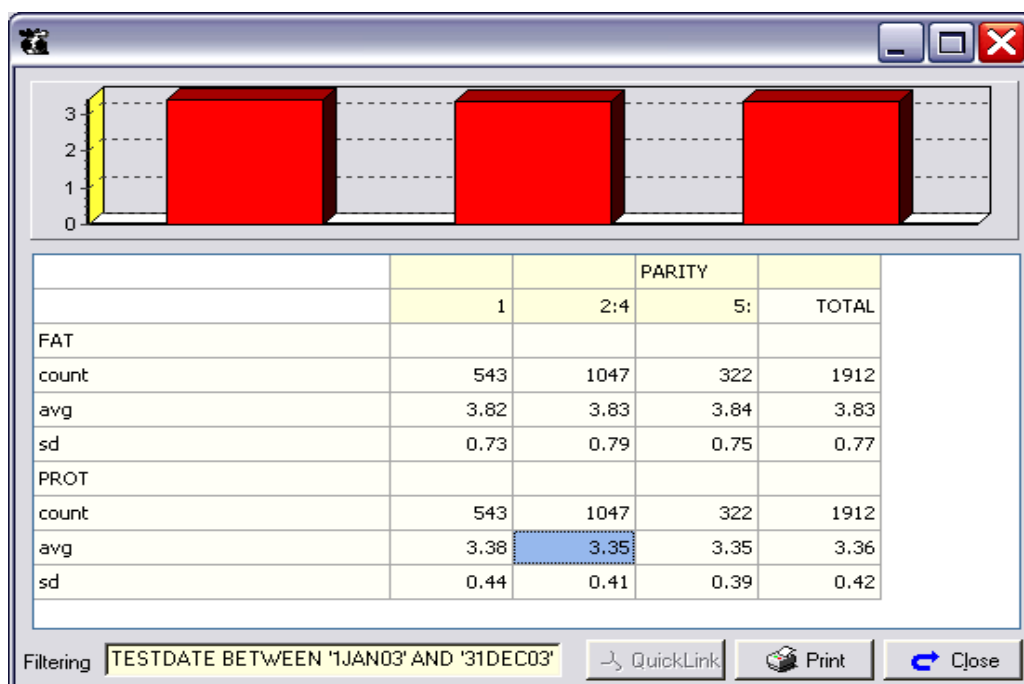 3
2
1
0
PARITY
1 2:4 5: TOTAL
FAT
count 543 1047 322 1912
avg 3.82 3.83 3.84 3.83
sd 0.73 0.79 0.75 0.77
PROT
count 543 1047 322 1912
avg 3.38 3.35 3.35 3.36
sd 0.44 0.41 0.39 0.42
Filtering TESTDATE BETWEEN '1JAN03' AND '31DEC03' QuickLink Print Close